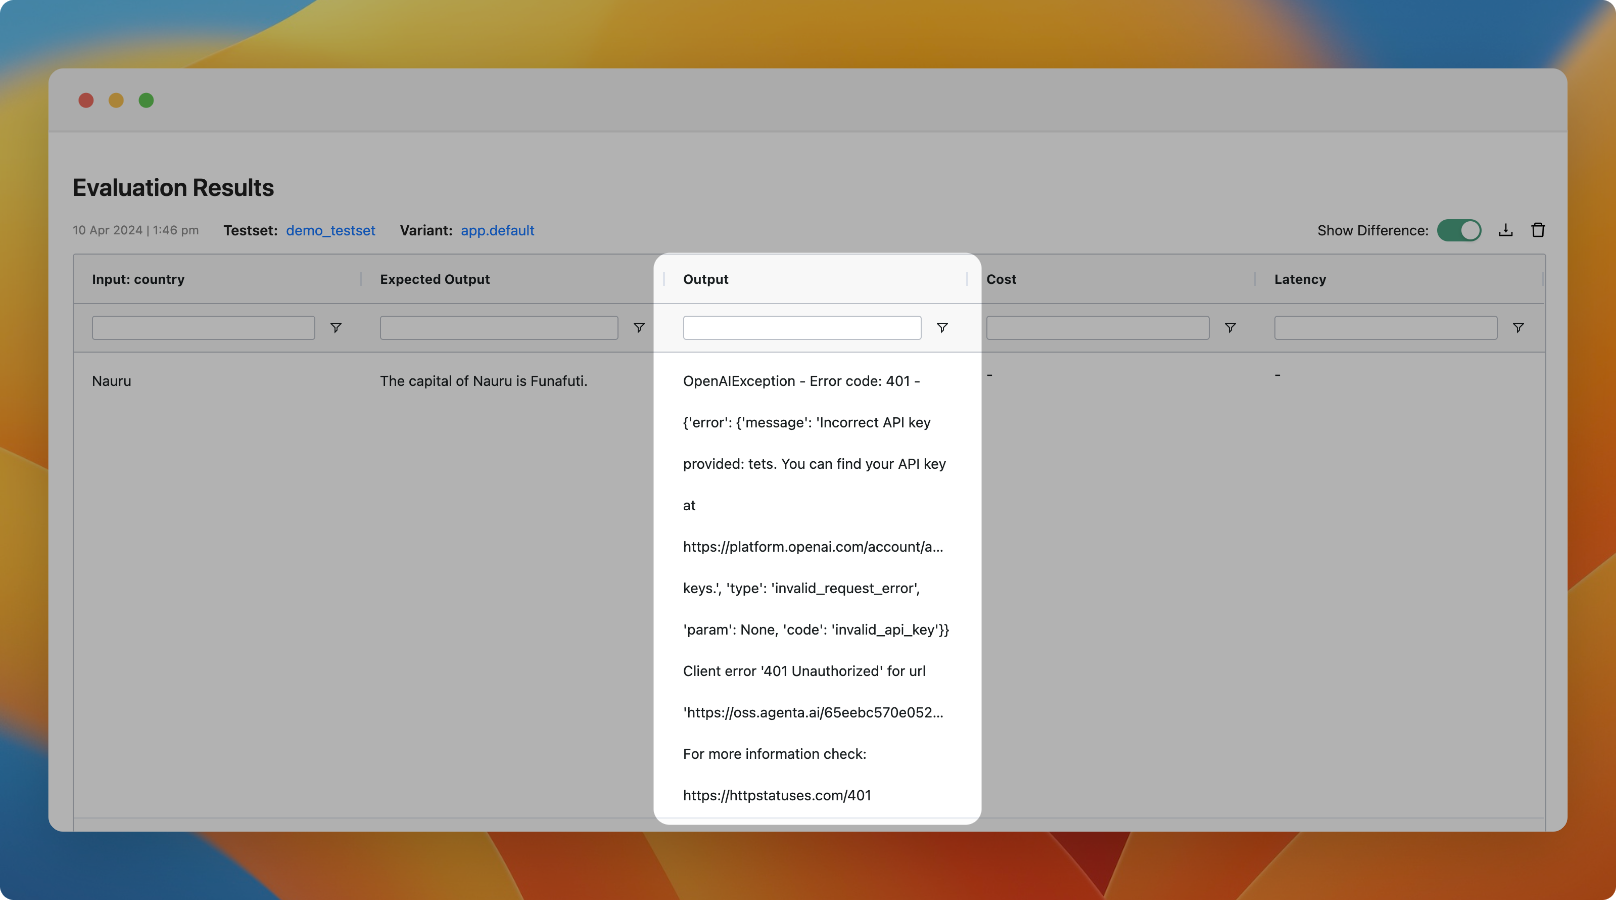 Evaluation Results
10 Apr 2024 | 1:46 pm Testset: demo_testset Variant: app.default Show Difference:
Input: country Expected Output Output Cost Latency
Nauru The capital of Nauru is Funafuti. OpenAIException - Error code: 401 - - -
{'error': {'message': 'Incorrect API key
provided: tets. You can find your API key
at
https://platform.openai.com/account/a...
keys.', 'type': 'invalid_request_error',
'param': None, 'code': 'invalid_api_key'}}
Client error '401 Unauthorized' for url
'https://oss.agenta.ai/65eebc570e052...
For more information check:
https://httpstatuses.com/401